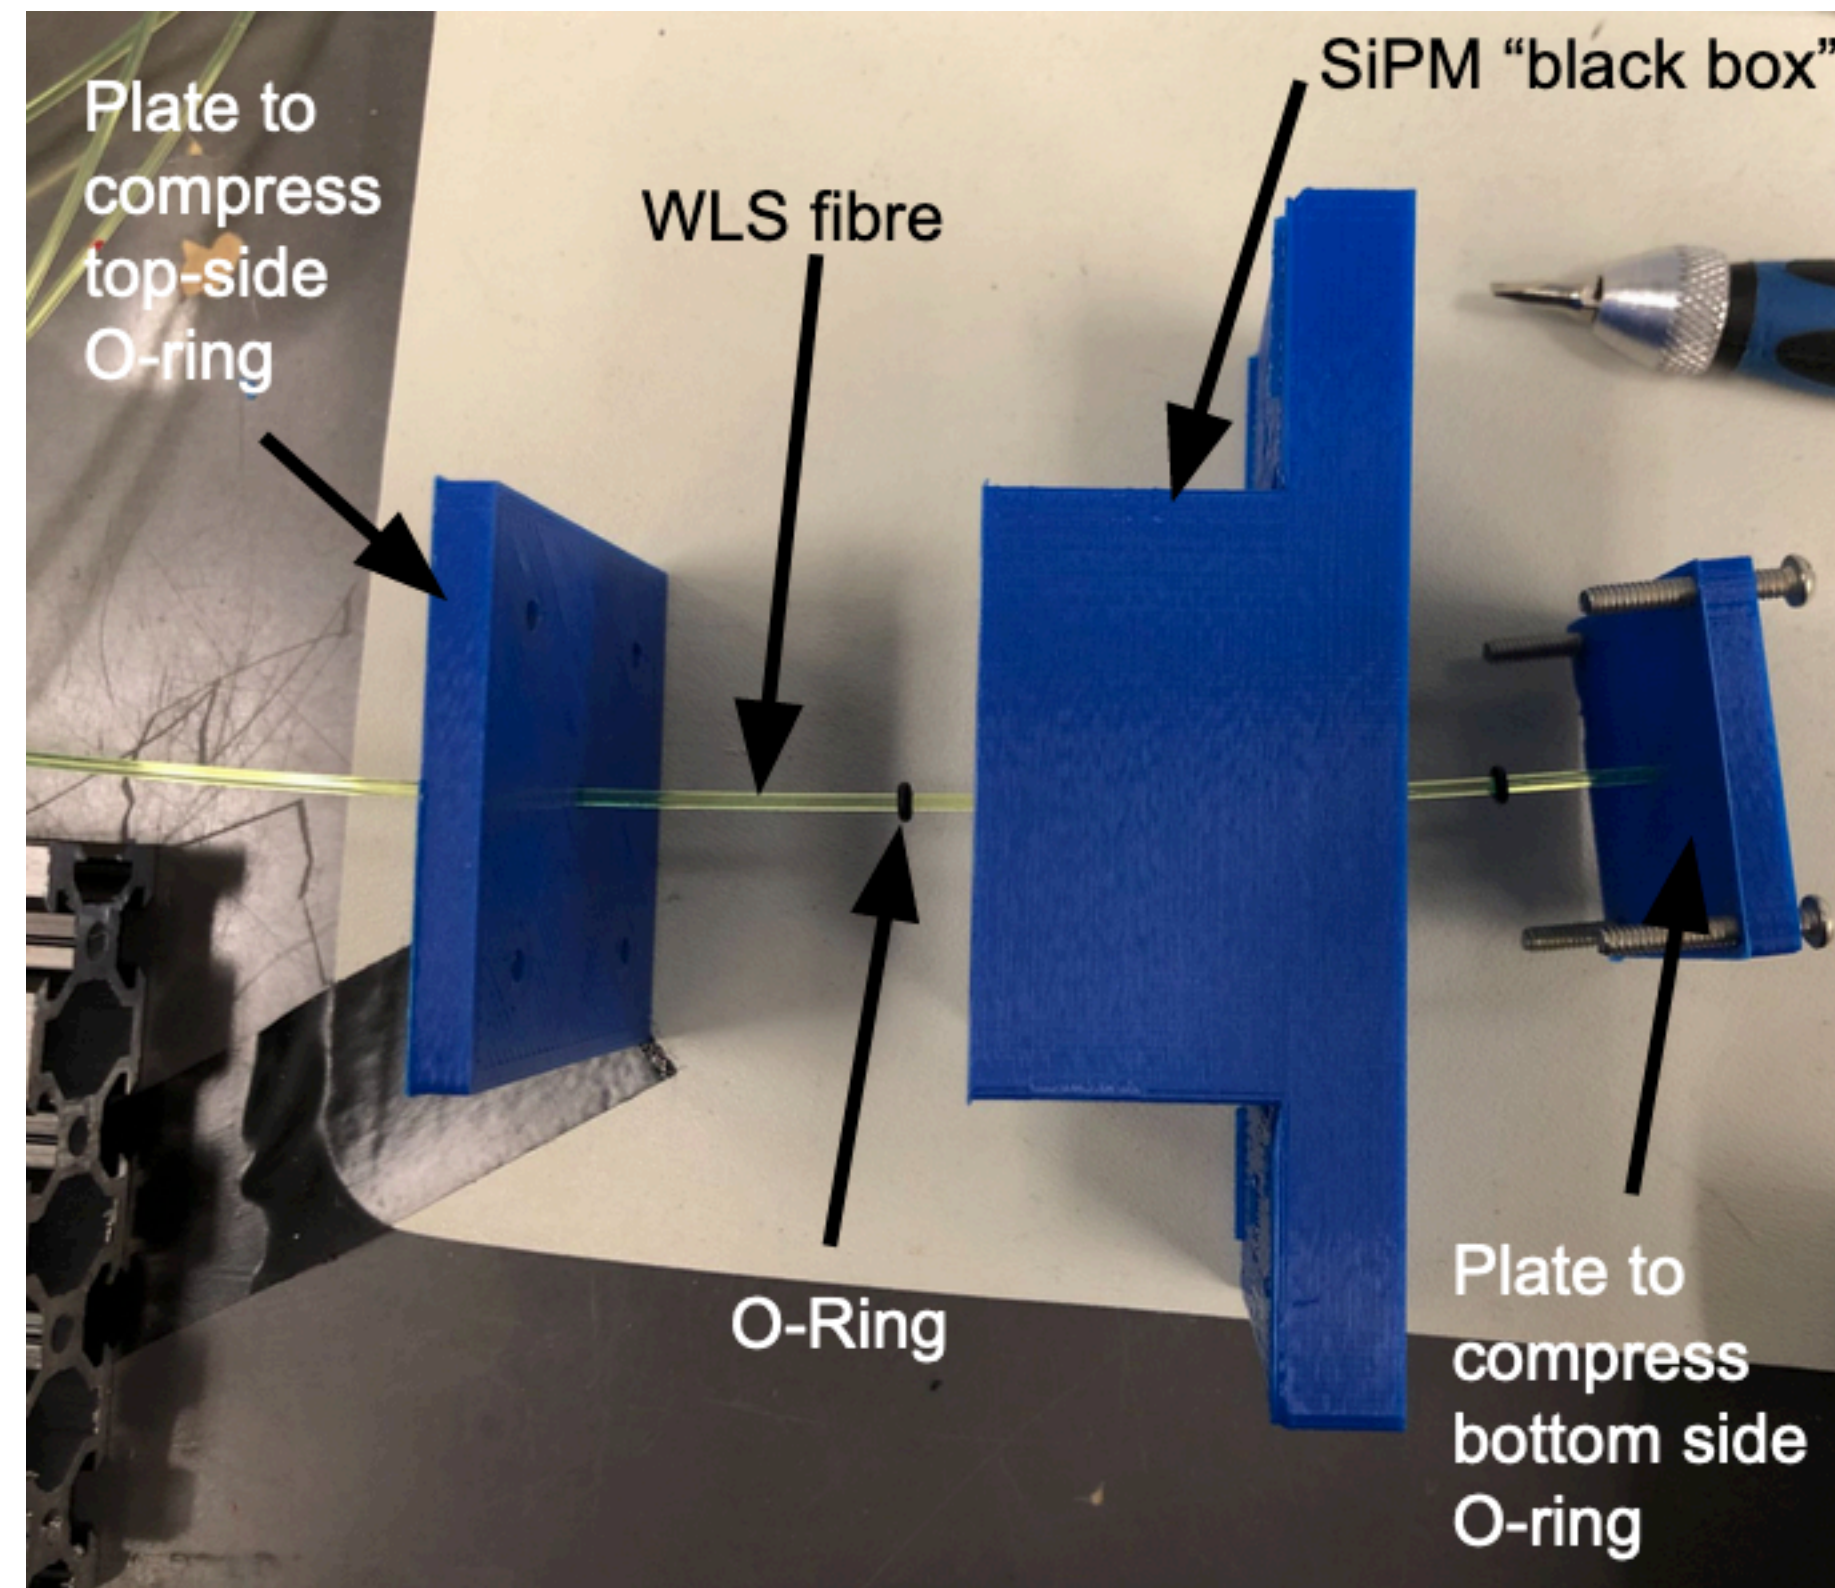 Plate to
compress
top-side
O-ring
WLS fibre
SiPM “black box”
O-Ring
Plate to
compress
bottom side
O-ring